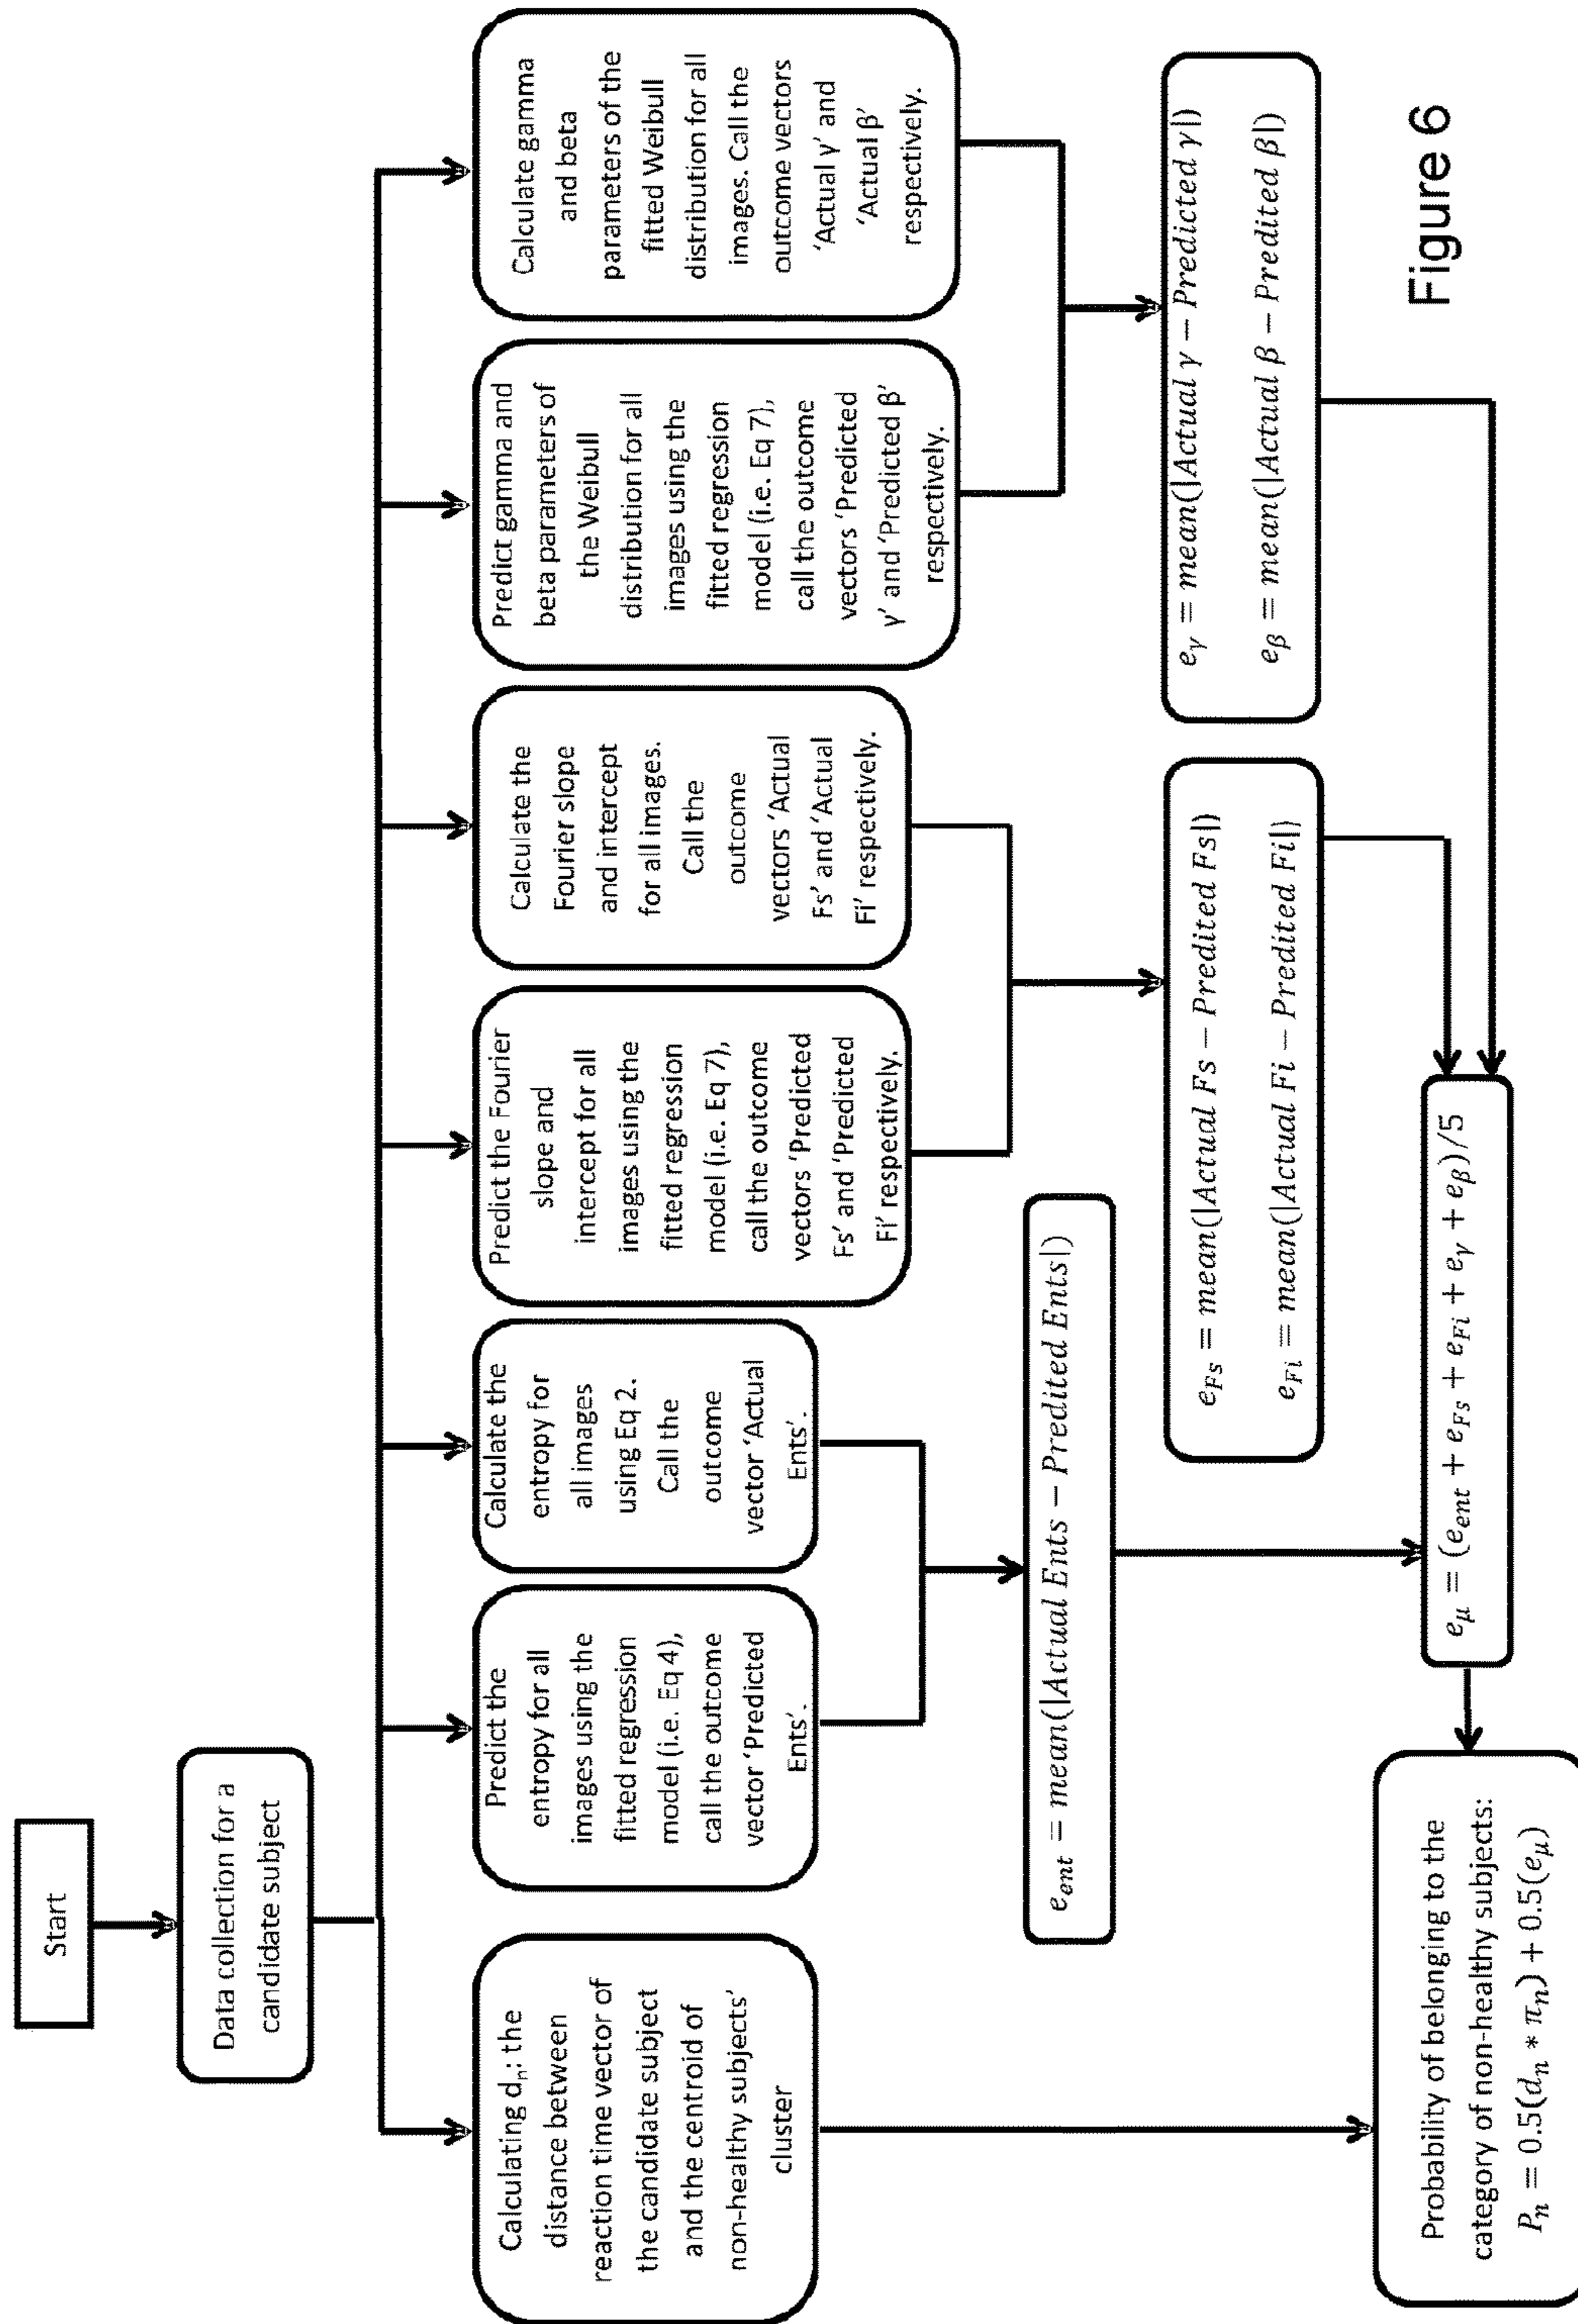 Start
Data collection for a
candidate subject
Calculating dₙ: the
distance between
reaction time vector of
the candidate subject
and the centroid of
non-healthy subjects'
cluster
Predict the
entropy for all
images using the
fitted regression
model (i.e. Eq 4),
call the outcome
vector 'Predicted
Ents'.
Calculate the
entropy for
all images
using Eq 2.
Call the
outcome
vector 'Actual
Ents'.
Predict the Fourier
slope and
intercept for all
images using the
fitted regression
model (i.e. Eq 7),
call the outcome
vectors 'Predicted
Fs' and 'Predicted
Fi' respectively.
Calculate the
Fourier slope
and intercept
for all images.
Call the
outcome
vectors 'Actual
Fs' and 'Actual
Fi' respectively.
Predict gamma and
beta parameters of
the Weibull
distribution for all
images using the
fitted regression
model (i.e. Eq 7),
call the outcome
vectors 'Predicted
γ' and 'Predicted β'
respectively.
Calculate gamma
and beta
parameters of the
fitted Weibull
distribution for all
images. Call the
outcome vectors
'Actual γ' and
'Actual β'
respectively.
e_ent = mean(|Actual Ents − Predited Ents|)
e_Fs = mean(|Actual Fs − Predited Fs|)
e_Fi = mean(|Actual Fi − Predited Fi|)
e_γ = mean(|Actual γ − Predicted γ|)
e_β = mean(|Actual β − Predited β|)
e_μ = (e_ent + e_Fs + e_Fi + e_γ + e_β)/5
Probability of belonging to the
category of non-healthy subjects:
P_n = 0.5(d_n * π_n) + 0.5(e_μ)
Figure 6